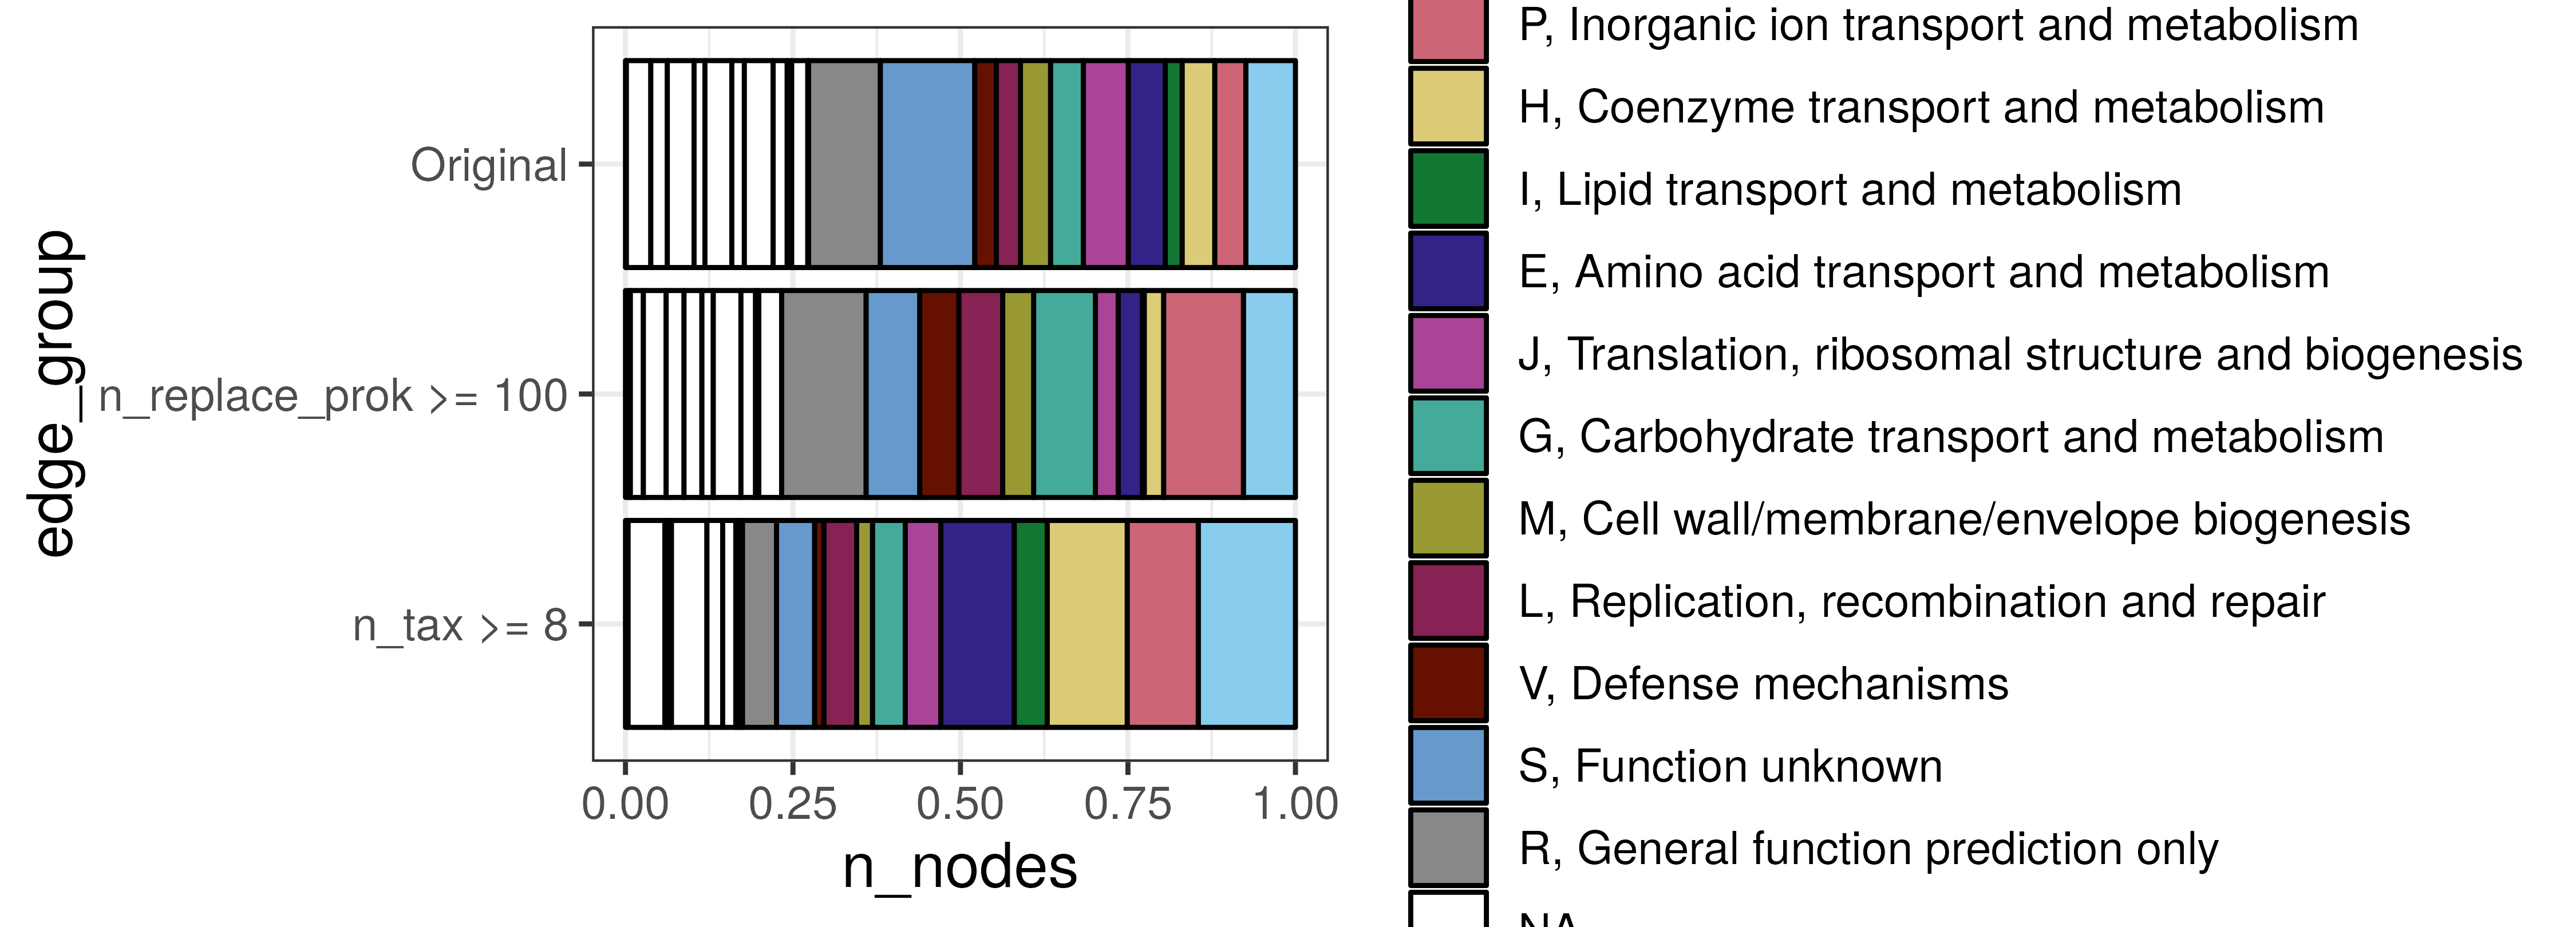 edge_group
Original
n_replace_prok >= 100
n_tax >= 8
0.00 0.25 0.50 0.75 1.00
n_nodes
P, Inorganic ion transport and metabolism
H, Coenzyme transport and metabolism
I, Lipid transport and metabolism
E, Amino acid transport and metabolism
J, Translation, ribosomal structure and biogenesis
G, Carbohydrate transport and metabolism
M, Cell wall/membrane/envelope biogenesis
L, Replication, recombination and repair
V, Defense mechanisms
S, Function unknown
R, General function prediction only
NA